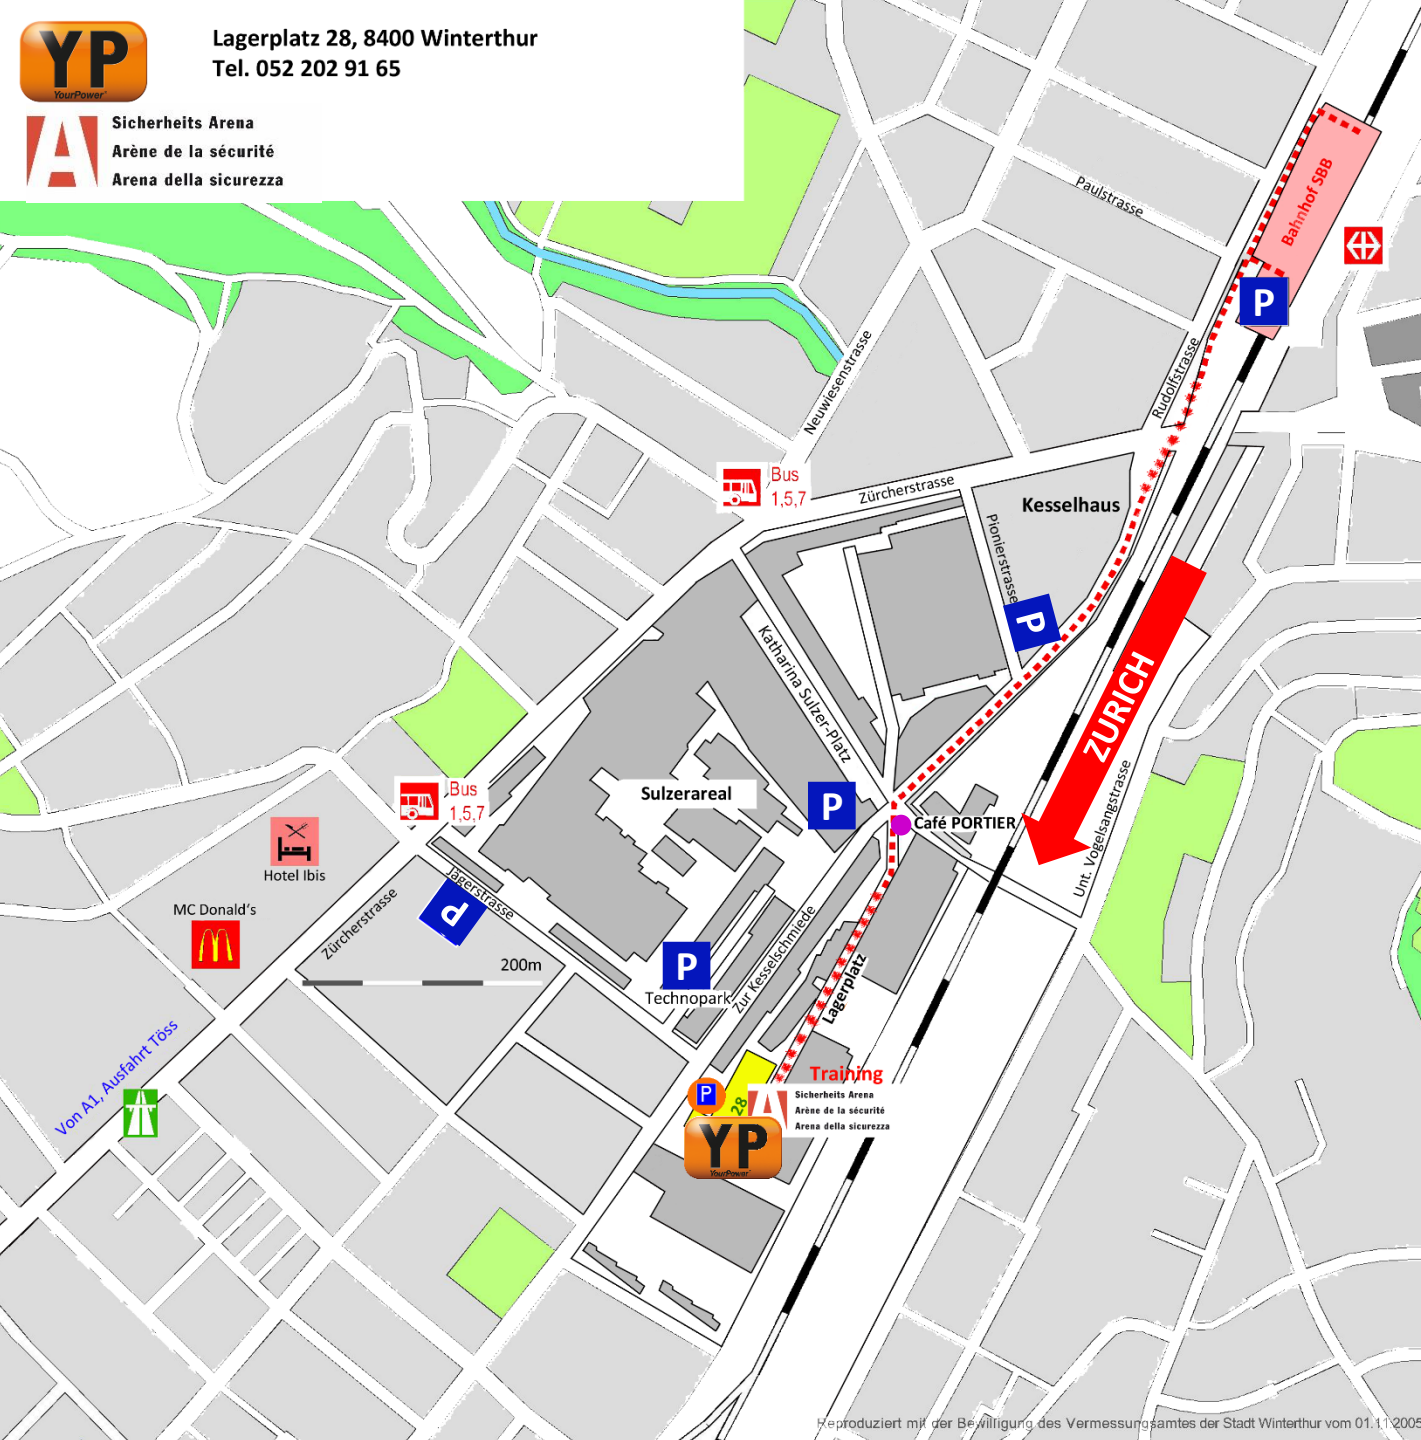 YP
YourPower
Lagerplatz 28, 8400 Winterthur
Tel. 052 202 91 65
A
Sicherheits Arena
Arène de la sécurité
Arena della sicurezza
Paulstrasse
Bahnhof SBB
P
Rudolfstrasse
Neuwiesenstrasse
Bus
1,5,7
Zürcherstrasse
Kesselhaus
Pionierstrasse
P
Katharina Sulzer-Platz
ZURICH
Sulzerareal
P
Café PORTIER
Unt. Vogelsangstrasse
Bus
1,5,7
Hotel Ibis
MC Donald's
Jägerstrasse
P
Zürcherstrasse
200m
P
Technopark
Zur Kesselschmiede
Lagerplatz
Von A1, Ausfahrt Töss
Training
P
28
A
Sicherheits Arena
Arène de la sécurité
Arena della sicurezza
YP
YourPower
Reproduziert mit der Bewilligung des Vermessungsamtes der Stadt Winterthur vom 01.11.2005